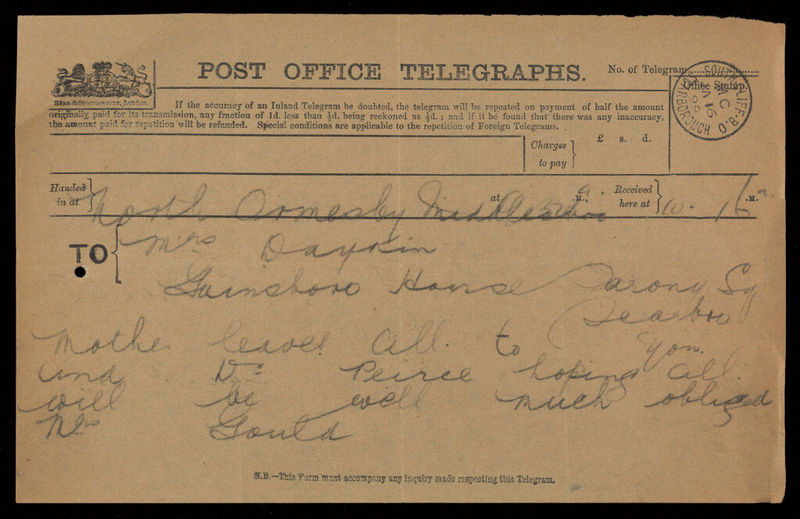 POST OFFICE TELEGRAPHS.
No. of Telegram
Office Stamp.
SOUTH
SCARBOROUGH
If the accuracy of an Inland Telegram be doubted, the telegram will be repeated on payment of half the amount
originally paid for its transmission, any fraction of 1d. less than ½d. being reckoned as ½d.; and if it be found that there was any inaccuracy,
the amount paid for repetition will be refunded. Special conditions are applicable to the repetition of Foreign Telegrams.
£ s. d.
Charges to pay
Handed in at North Ormesby Middlesbro at .M., Received here at 10. 16 a .M.
TO
Mrs Daykin
Gainsboro House Sq
Scarbro
Mother leaves all to you
and Dr Peirce hoping all
will be well much obliged
Mrs Gould
N.B.—This Form must accompany any inquiry made respecting this Telegram.